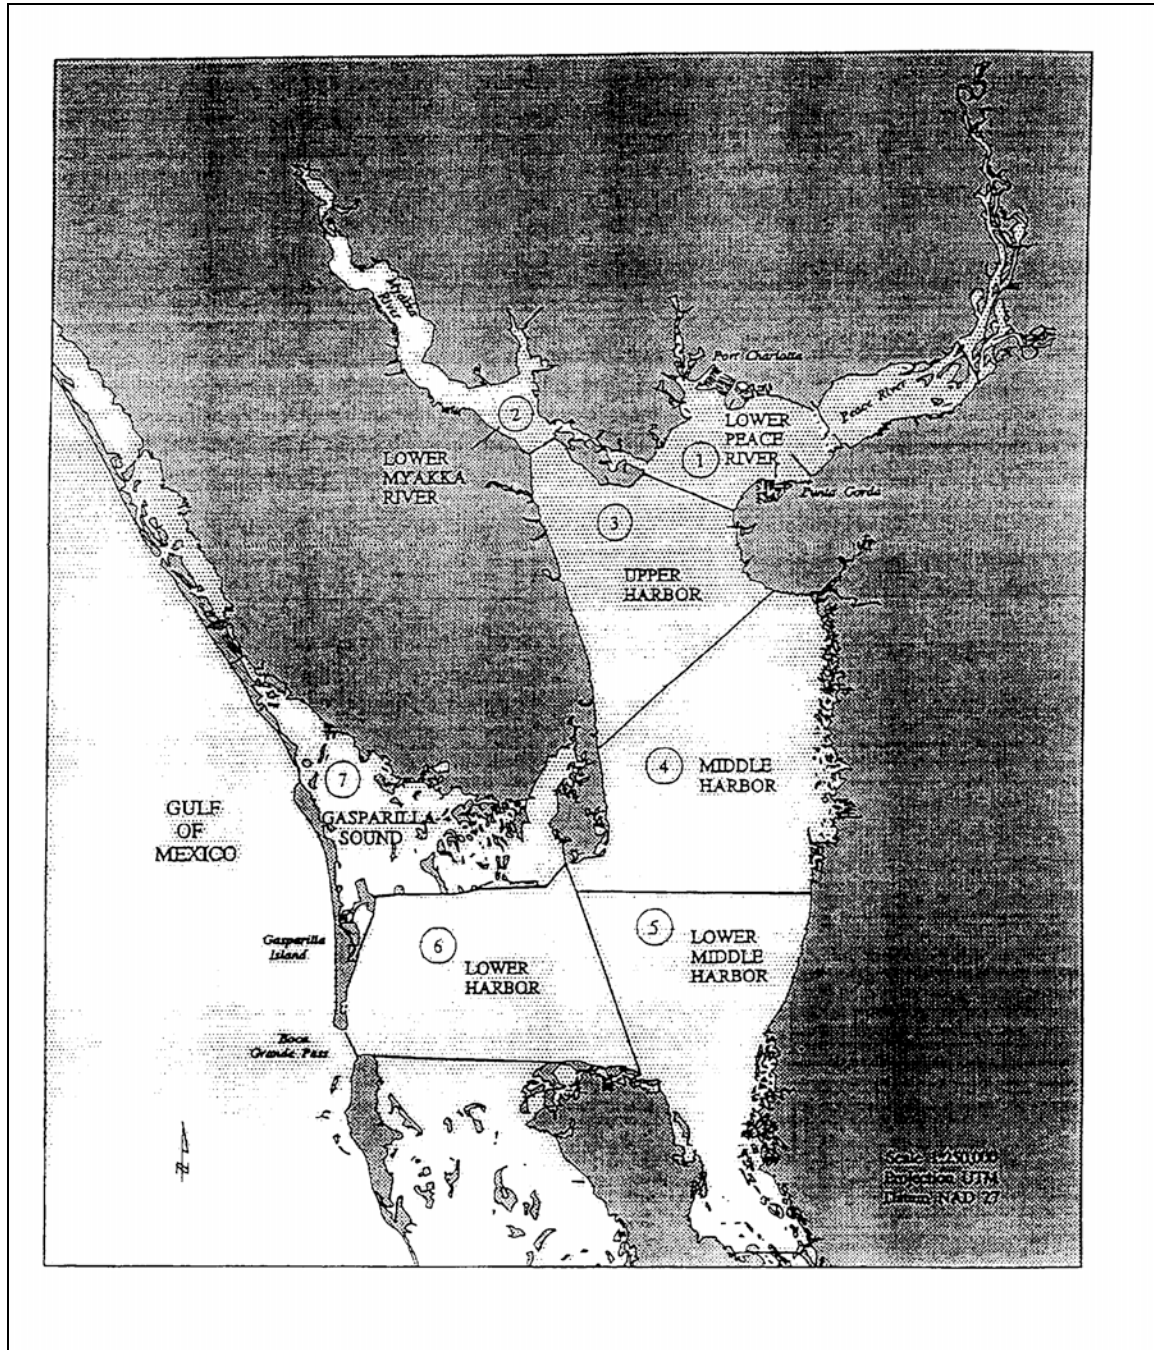 Myakka
River
Port Charlotte
Peace River
2
LOWER
PEACE
RIVER
1
LOWER
MYAKKA
RIVER
Punta Gorda
3
UPPER
HARBOR
4
MIDDLE
HARBOR
7
GASPARILLA
SOUND
GULF
OF
MEXICO
5
LOWER
MIDDLE
HARBOR
6
LOWER
HARBOR
Gasparilla
Island
Boca
Grande Pass
N
Scale 1:250,000
Projection UTM
Datum NAD 27